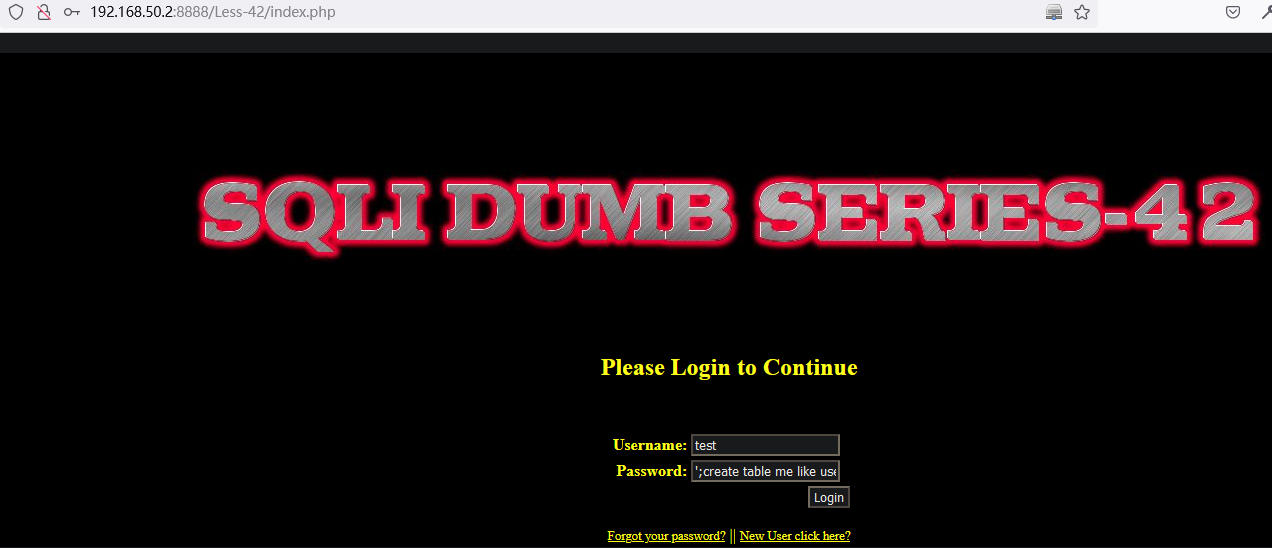 192.168.50.2:8888/Less-42/index.php
SQLI DUMB SERIES-42
Please Login to Continue
Username: test
Password: ';create table me like use
Login
Forgot your password? || New User click here?